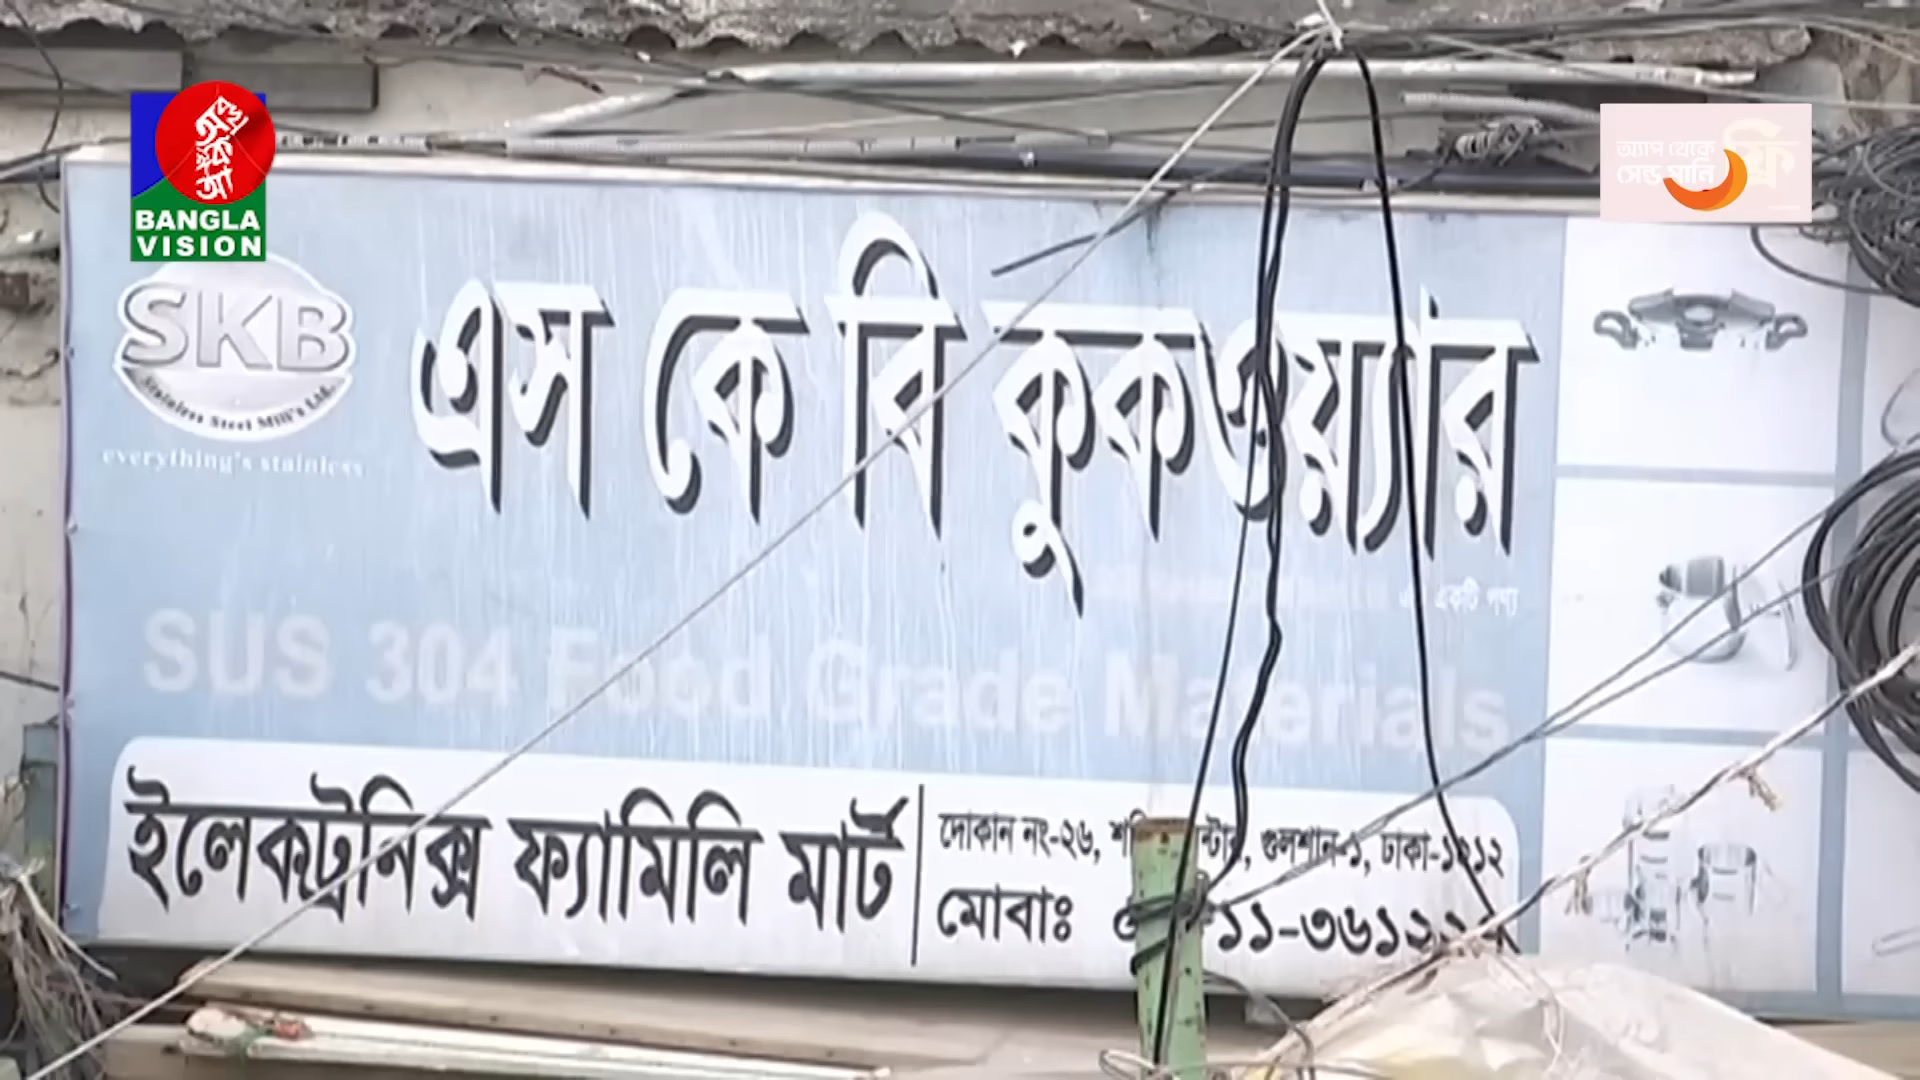 BANGLA
VISION
অ্যাপ থেকে
সেন্ড মানি
ফ্রি
SKB
Stainless Steel Mill's Ltd.
everything's stainless
এস কে বি কুকওয়্যার
একটি পণ্য
SUS 304 Food Grade Materials
ইলেকট্রনিক্স ফ্যামিলি মার্ট
দোকান নং-২৬, গুলশান-১, ঢাকা-১২১২
মোবাঃ